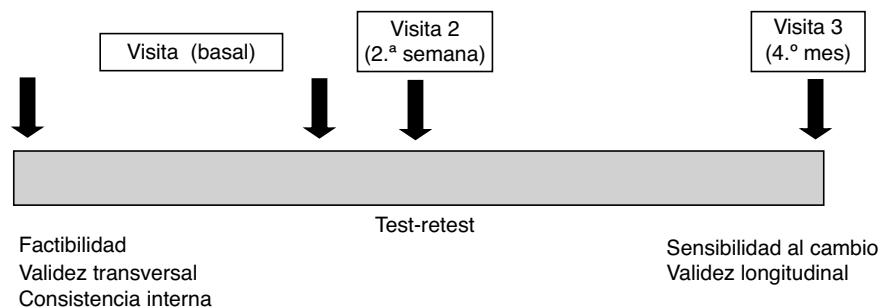 Visita (basal)
Visita 2
(2.ª semana)
Visita 3
(4.º mes)
Test-retest
Factibilidad
Validez transversal
Consistencia interna
Sensibilidad al cambio
Validez longitudinal